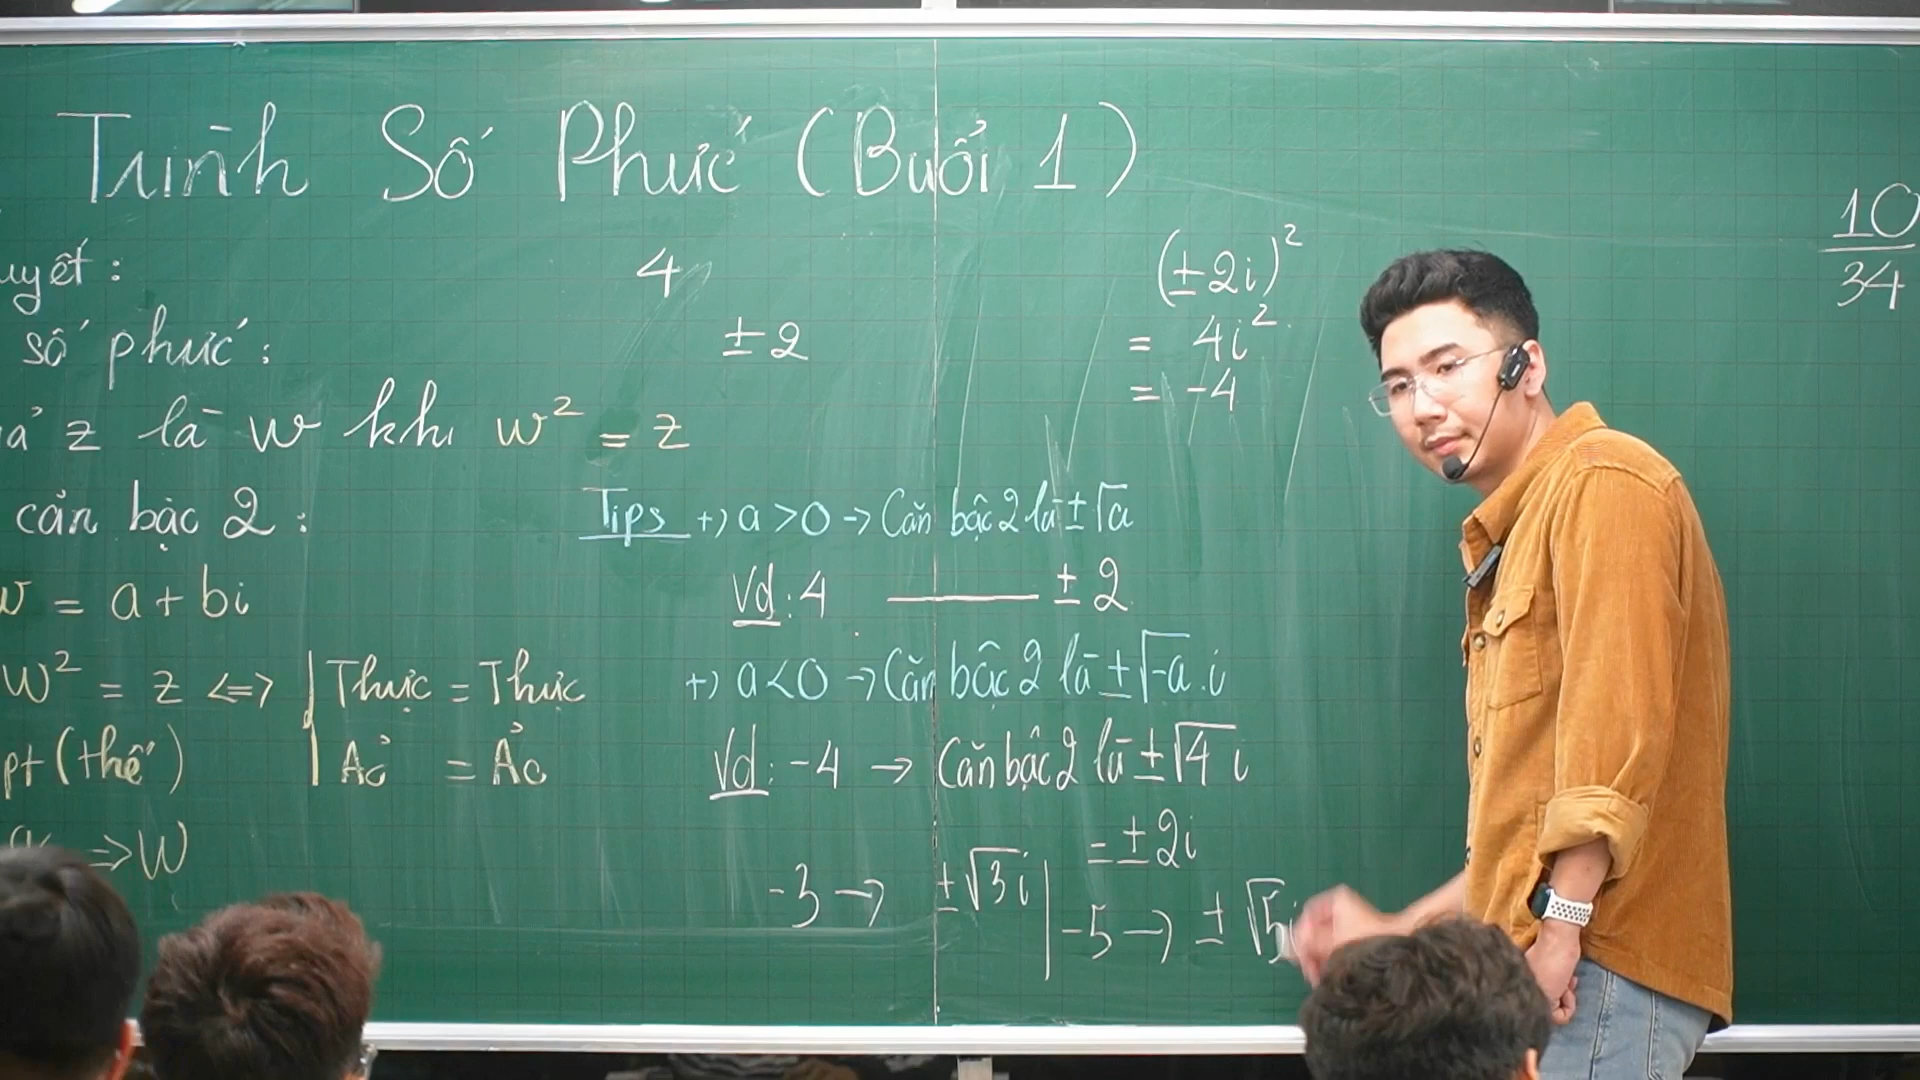 Trình Số Phức (Buổi 1)
uyết :
số phức :
ả z là w khi w² = z
căn bậc 2 :
w = a + bi
w² = z <=> | Thực = Thực
Ảo = Ảo
pt (thế)
=> W
4
± 2
(± 2i)²
= 4i²
= -4
Tips +) a > 0 -> Căn bậc 2 là ± √a
Vd : 4 ——— ± 2
+) a < 0 -> Căn bậc 2 là ± √-a . i
Vd : -4 -> Căn bậc 2 là ± √4 i
= ± 2i
-3 -> ± √3 i | -5 -> ± √5 i
10
34